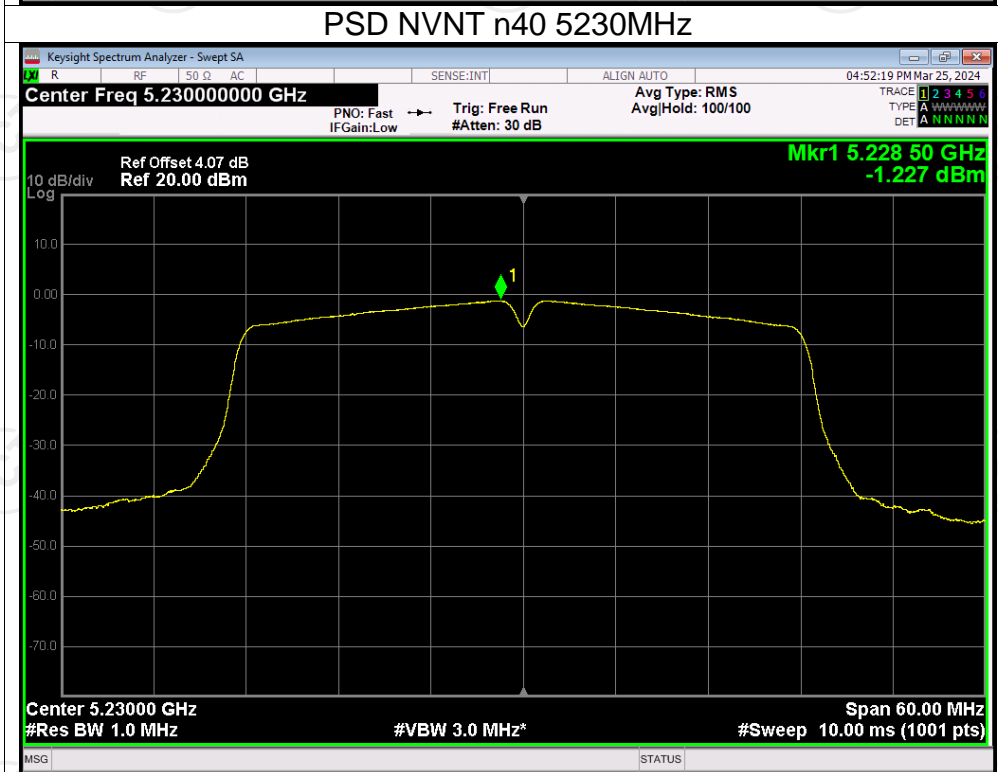 PSD NVNT n40 5230MHz
Keysight Spectrum Analyzer - Swept SA
LXI R RF 50 Ω AC SENSE:INT ALIGN AUTO 04:52:19 PM Mar 25, 2024
Center Freq 5.230000000 GHz
PNO: Fast
IFGain:Low
Trig: Free Run
#Atten: 30 dB
Avg Type: RMS
Avg|Hold: 100/100
TRACE 1 2 3 4 5 6
TYPE A WWWWW
DET A N N N N N
Mkr1 5.228 50 GHz
-1.227 dBm
Ref Offset 4.07 dB
10 dB/div Ref 20.00 dBm
Log
10.0
0.00
-10.0
-20.0
-30.0
-40.0
-50.0
-60.0
-70.0
1
Center 5.23000 GHz Span 60.00 MHz
#Res BW 1.0 MHz #VBW 3.0 MHz* #Sweep 10.00 ms (1001 pts)
MSG STATUS